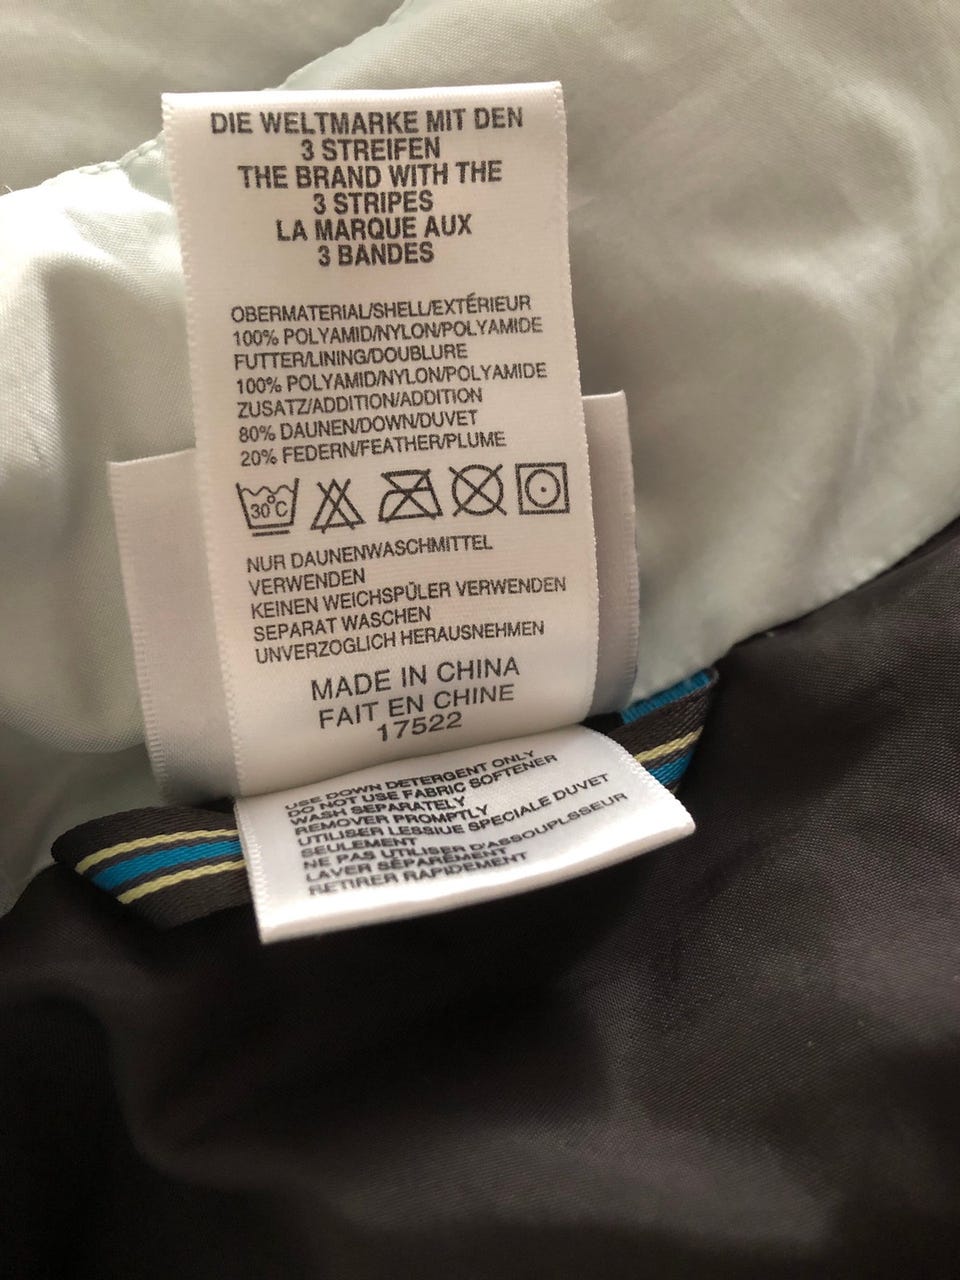 DIE WELTMARKE MIT DEN
3 STREIFEN
THE BRAND WITH THE
3 STRIPES
LA MARQUE AUX
3 BANDES
OBERMATERIAL/SHELL/EXTÉRIEUR
100% POLYAMID/NYLON/POLYAMIDE
FUTTER/LINING/DOUBLURE
100% POLYAMID/NYLON/POLYAMIDE
ZUSATZ/ADDITION/ADDITION
80% DAUNEN/DOWN/DUVET
20% FEDERN/FEATHER/PLUME
30°C
NUR DAUNENWASCHMITTEL
VERWENDEN
KEINEN WEICHSPÜLER VERWENDEN
SEPARAT WASCHEN
UNVERZOGLICH HERAUSNEHMEN
MADE IN CHINA
FAIT EN CHINE
17522
USE DOWN DETERGENT ONLY
DO NOT USE FABRIC SOFTENER
WASH SEPARATELY
REMOVER PROMPTLY
UTILISER LESSIUE SPECIALE DUVET
SEULEMENT
NE PAS UTILISER D'ASSOUPLSSEUR
LAVER SÉPARÉMENT
RETIRER RAPIDEMENT